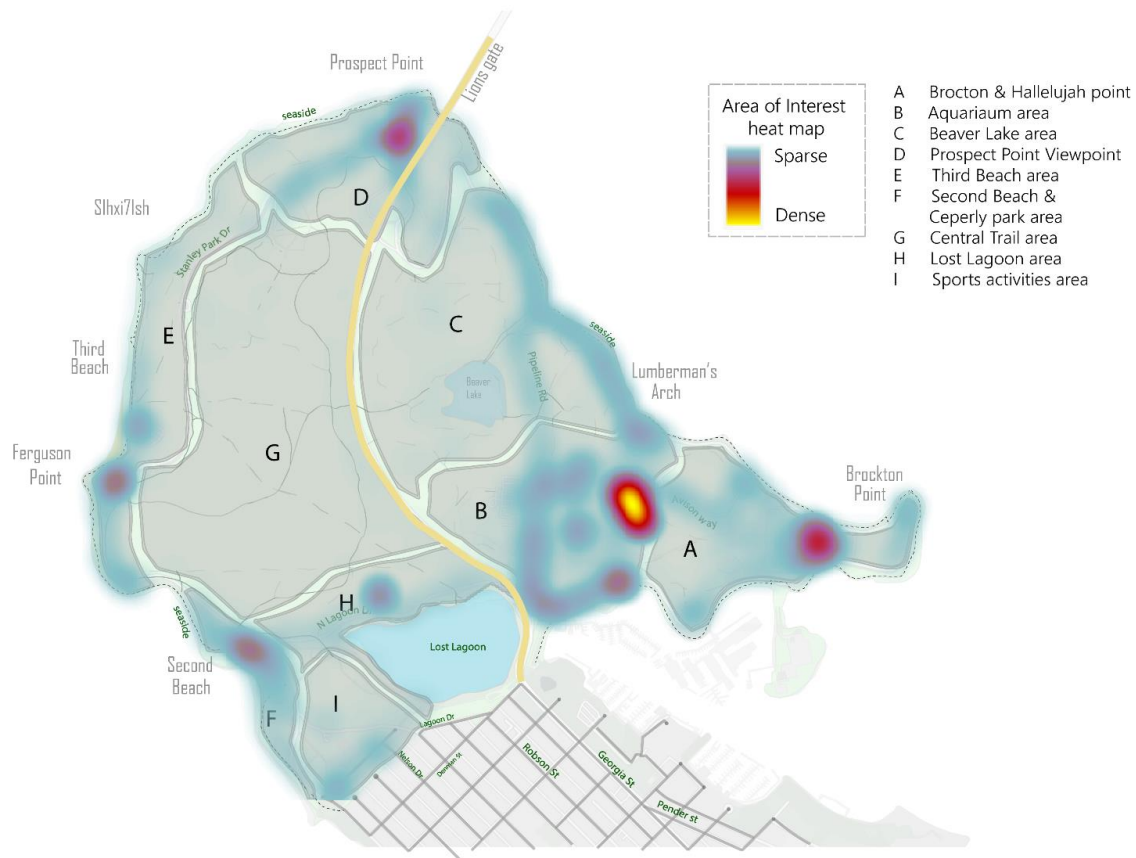 Lions gate
Prospect Point
seaside
Slhxi7lsh
Stanley Park Dr
D
Area of Interest
heat map
Sparse
Dense
A Brocton & Hallelujah point
B Aquariaum area
C Beaver Lake area
D Prospect Point Viewpoint
E Third Beach area
F Second Beach &
Ceperly park area
G Central Trail area
H Lost Lagoon area
I Sports activities area
E
C
seaside
Third
Beach
Pipeline Rd
Beaver
Lake
Lumberman's
Arch
Ferguson
Point
G
B
Brockton
Point
A
H
N Lagoon
seaside
Second
Beach
Lost Lagoon
I
F
Lagoon Dr
Nelson Dr
Denman St
Robson St
Georgia St
Pender st